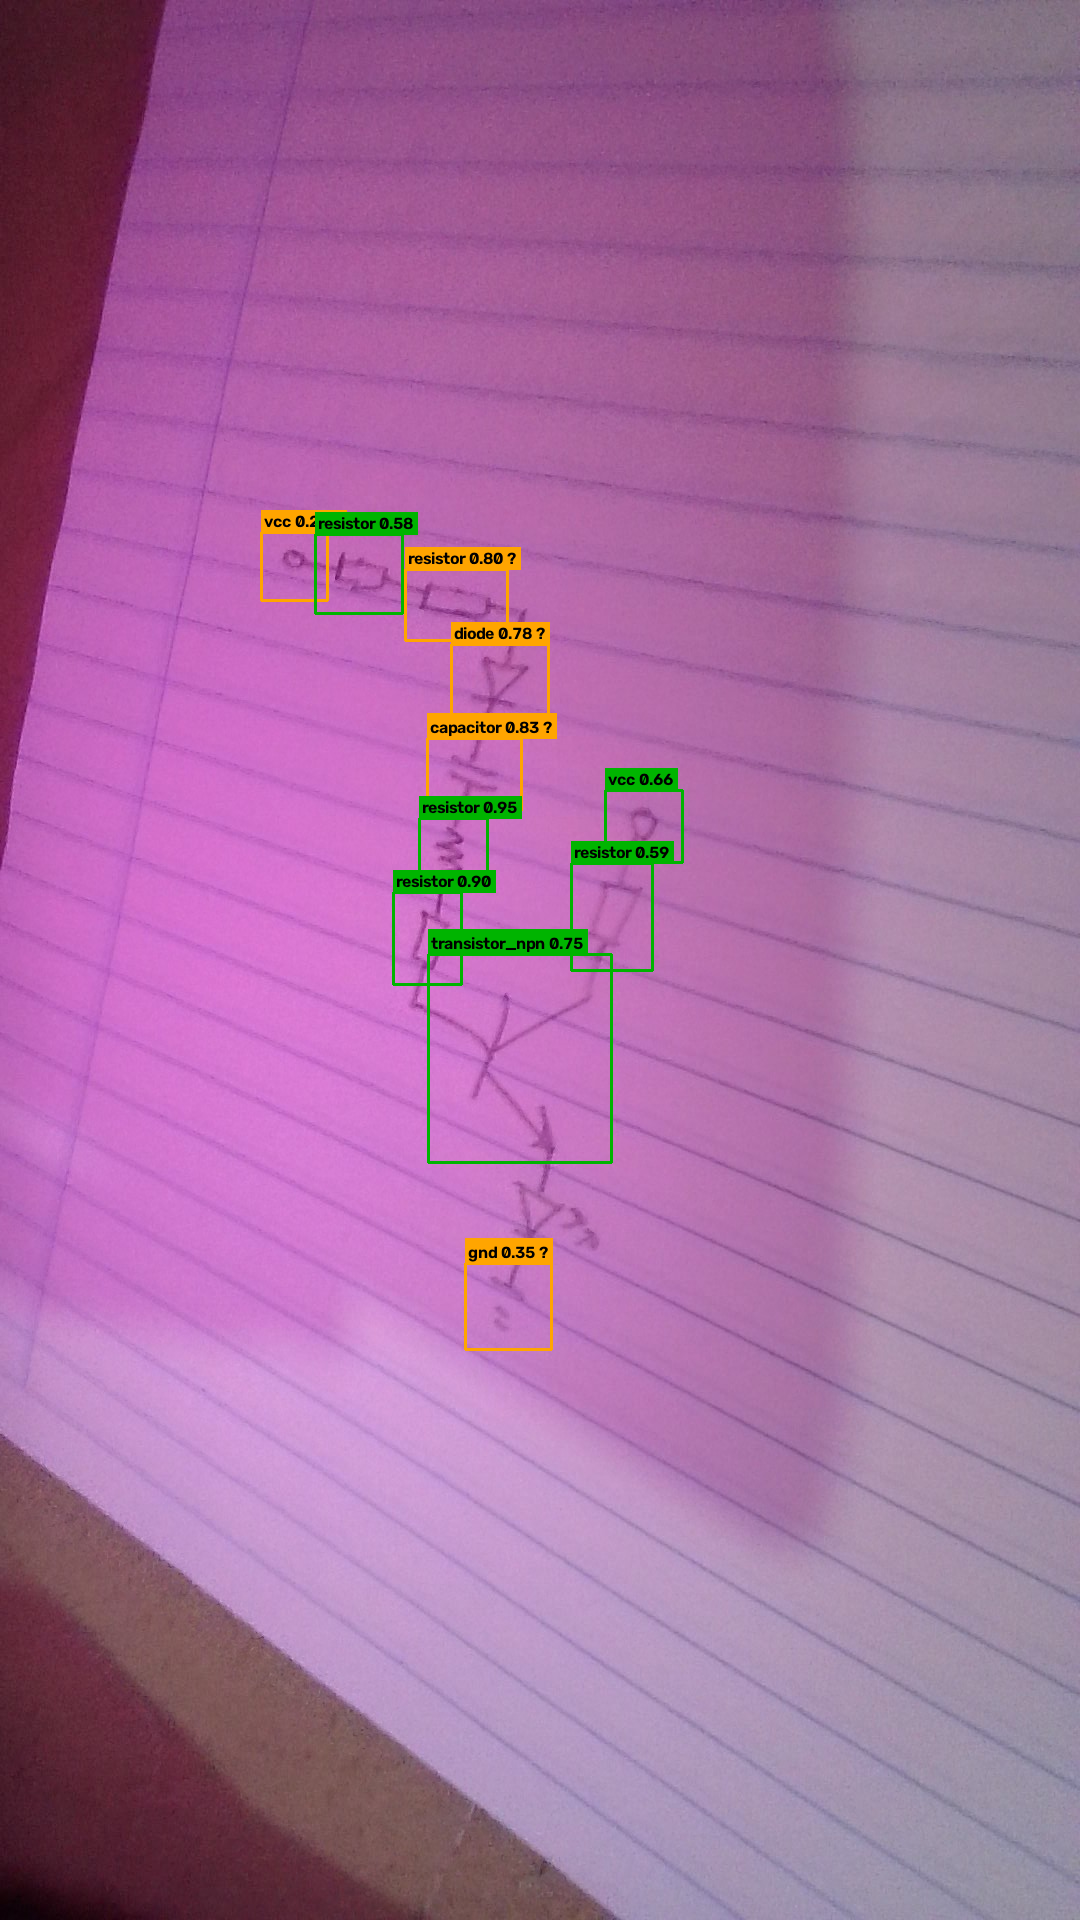 vcc 0.2
resistor 0.58
resistor 0.80 ?
diode 0.78 ?
capacitor 0.83 ?
vcc 0.66
resistor 0.95
resistor 0.59
resistor 0.90
transistor_npn 0.75
gnd 0.35 ?